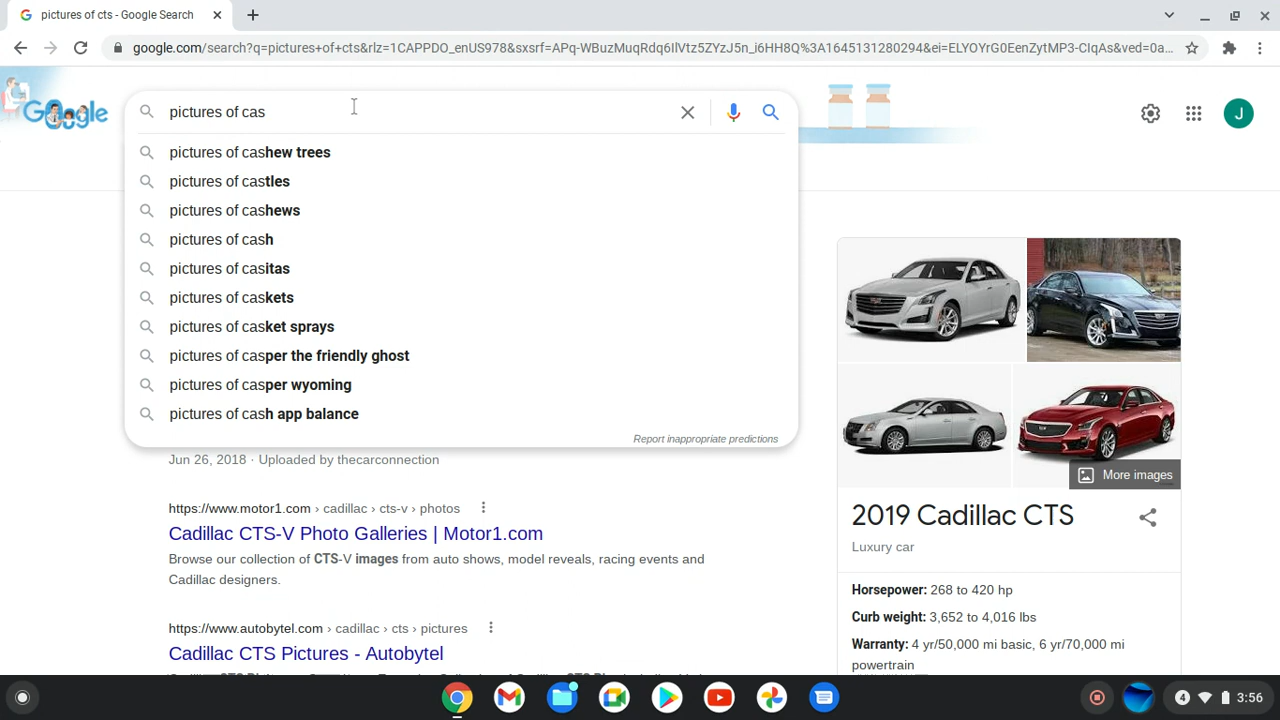 pictures of cts - Google Search
google.com/search?q=pictures+of+cts&rlz=1CAPPDO_enUS978&sxsrf=APq-WBuzMuqRdq6IlVtz5ZYzJ5n_i6HH8Q%3A1645131280294&ei=ELYOYrG0EenZytMP3-CIqAs&ved=0a...
Google
pictures of cas
J
pictures of cashew trees
pictures of castles
pictures of cashews
pictures of cash
pictures of casitas
pictures of caskets
pictures of casket sprays
pictures of casper the friendly ghost
pictures of casper wyoming
pictures of cash app balance
Report inappropriate predictions
Jun 26, 2018 · Uploaded by thecarconnection
https://www.motor1.com › cadillac › cts-v › photos
Cadillac CTS-V Photo Galleries | Motor1.com
Browse our collection of CTS-V images from auto shows, model reveals, racing events and
Cadillac designers.
https://www.autobytel.com › cadillac › cts › pictures
Cadillac CTS Pictures - Autobytel
More images
2019 Cadillac CTS
Luxury car
Horsepower: 268 to 420 hp
Curb weight: 3,652 to 4,016 lbs
Warranty: 4 yr/50,000 mi basic, 6 yr/70,000 mi
powertrain
4
3:56